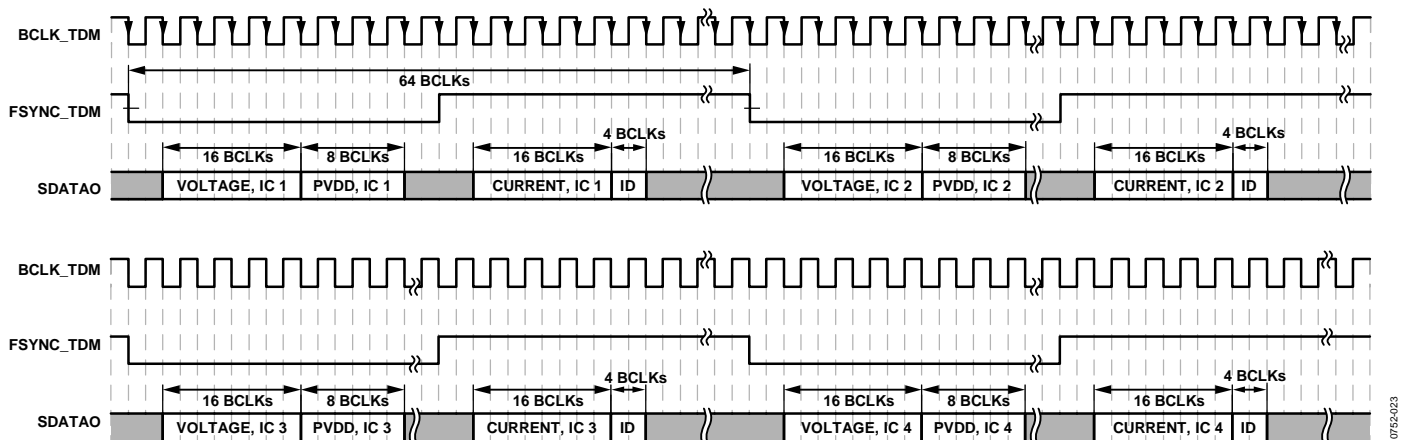 BCLK_TDM
64 BCLKs
FSYNC_TDM
4 BCLKs
4 BCLKs
16 BCLKs
8 BCLKs
16 BCLKs
16 BCLKs
8 BCLKs
16 BCLKs
SDATAO
VOLTAGE, IC 1
PVDD, IC 1
CURRENT, IC 1
ID
VOLTAGE, IC 2
PVDD, IC 2
CURRENT, IC 2
ID
BCLK_TDM
FSYNC_TDM
4 BCLKs
4 BCLKs
16 BCLKs
8 BCLKs
16 BCLKs
16 BCLKs
8 BCLKs
16 BCLKs
SDATAO
VOLTAGE, IC 3
PVDD, IC 3
CURRENT, IC 3
ID
VOLTAGE, IC 4
PVDD, IC 4
CURRENT, IC 4
ID
0752-023